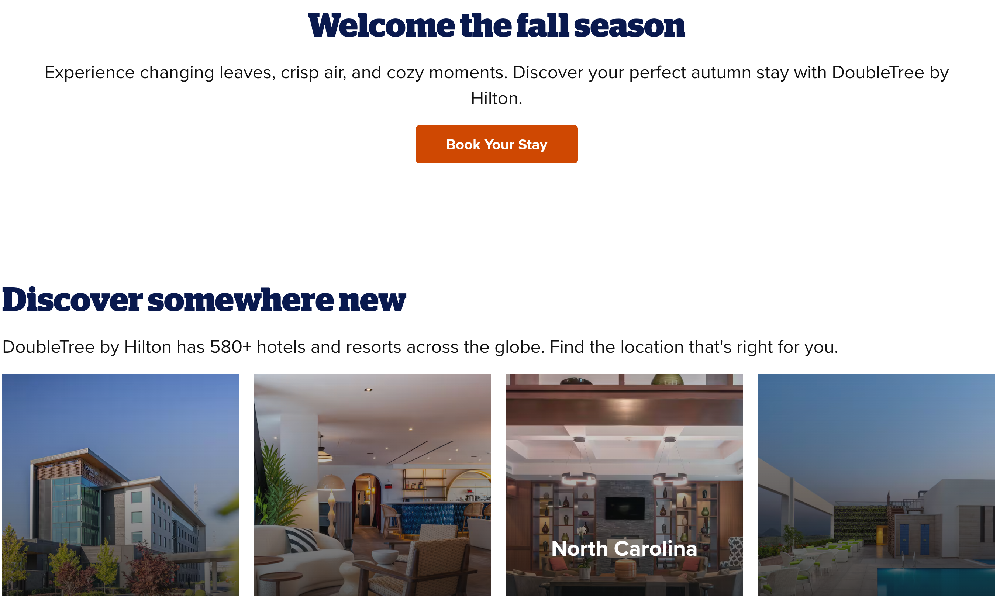 Welcome the fall season
Experience changing leaves, crisp air, and cozy moments. Discover your perfect autumn stay with DoubleTree by
Hilton.
Book Your Stay
Discover somewhere new
DoubleTree by Hilton has 580+ hotels and resorts across the globe. Find the location that's right for you.
North Carolina